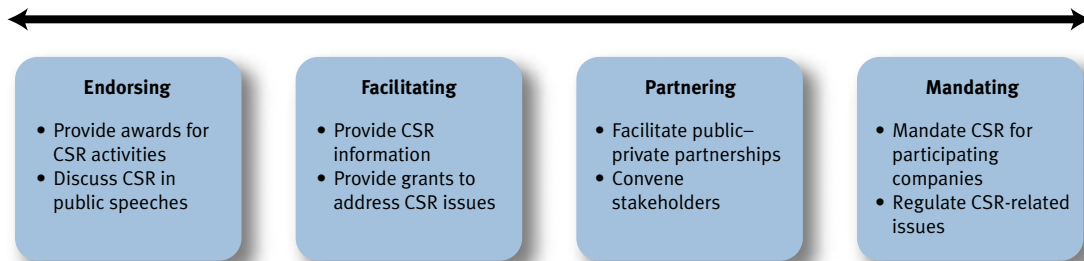 Endorsing
• Provide awards for
CSR activities
• Discuss CSR in
public speeches
Facilitating
• Provide CSR
information
• Provide grants to
address CSR issues
Partnering
• Facilitate public–
private partnerships
• Convene
stakeholders
Mandating
• Mandate CSR for
participating
companies
• Regulate CSR-related
issues